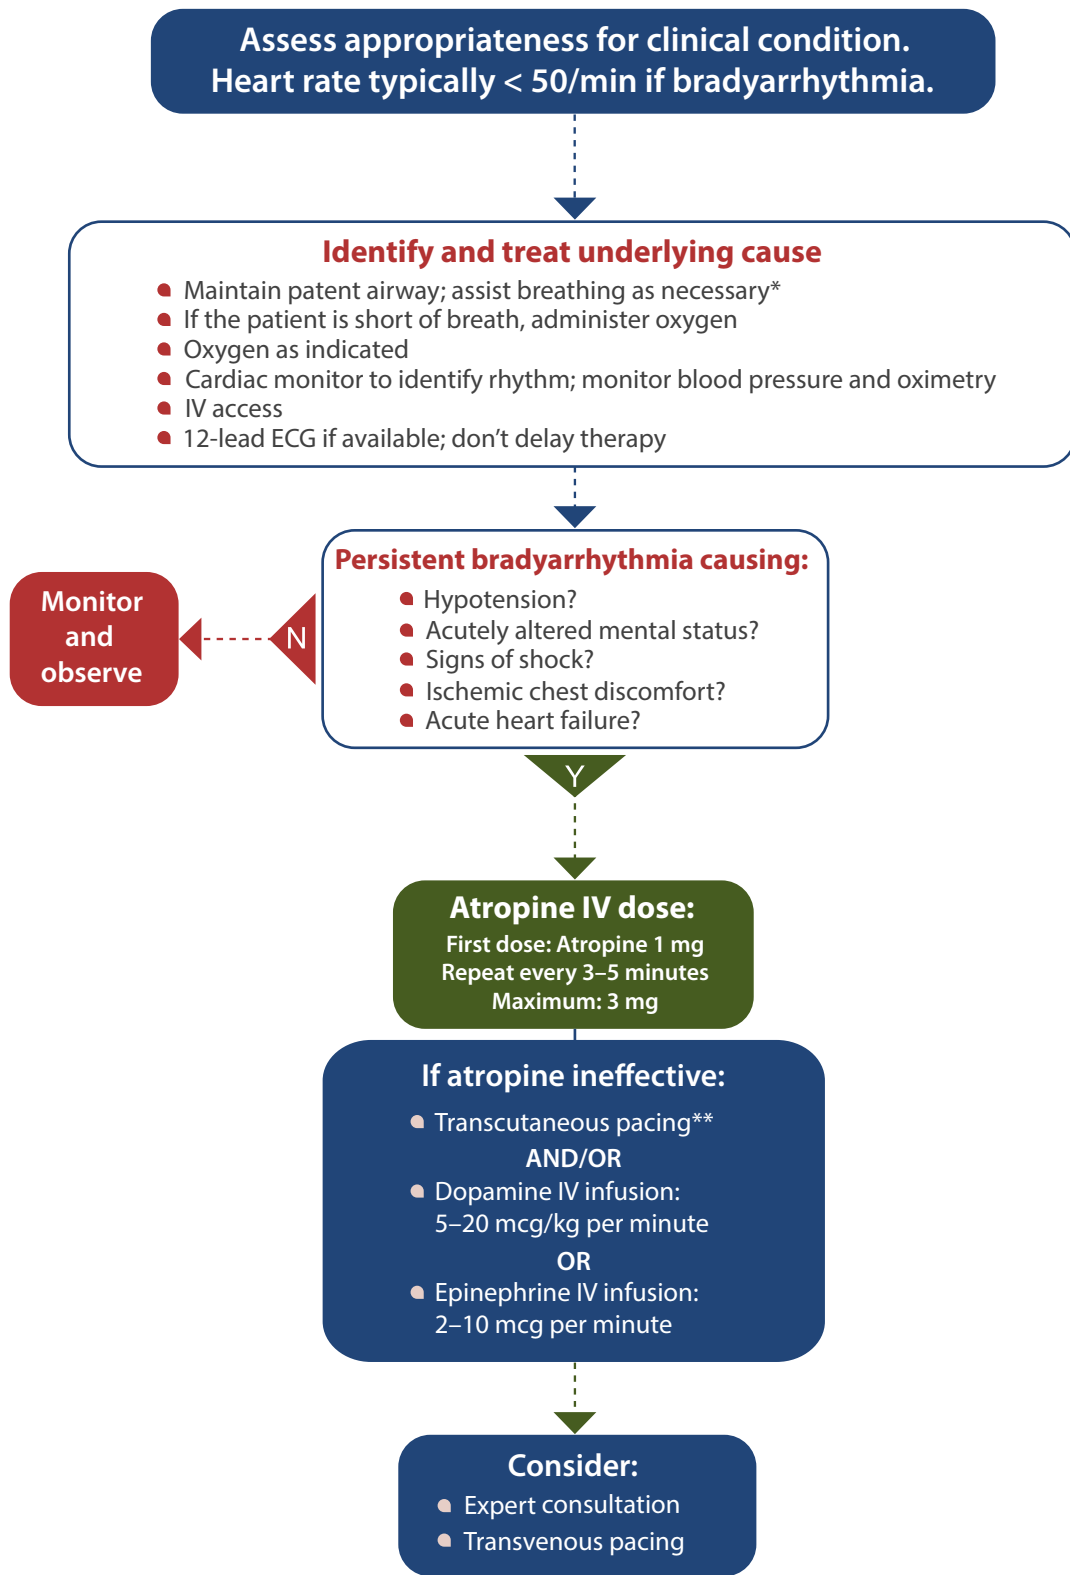 Assess appropriateness for clinical condition.
Heart rate typically < 50/min if bradyarrhythmia.
Identify and treat underlying cause
Maintain patent airway; assist breathing as necessary*
If the patient is short of breath, administer oxygen
Oxygen as indicated
Cardiac monitor to identify rhythm; monitor blood pressure and oximetry
IV access
12-lead ECG if available; don’t delay therapy
Persistent bradyarrhythmia causing:
Hypotension?
Acutely altered mental status?
Signs of shock?
Ischemic chest discomfort?
Acute heart failure?
N
Monitor
and
observe
Y
Atropine IV dose:
First dose: Atropine 1 mg
Repeat every 3–5 minutes
Maximum: 3 mg
If atropine ineffective:
Transcutaneous pacing**
AND/OR
Dopamine IV infusion:
5–20 mcg/kg per minute
OR
Epinephrine IV infusion:
2–10 mcg per minute
Consider:
Expert consultation
Transvenous pacing